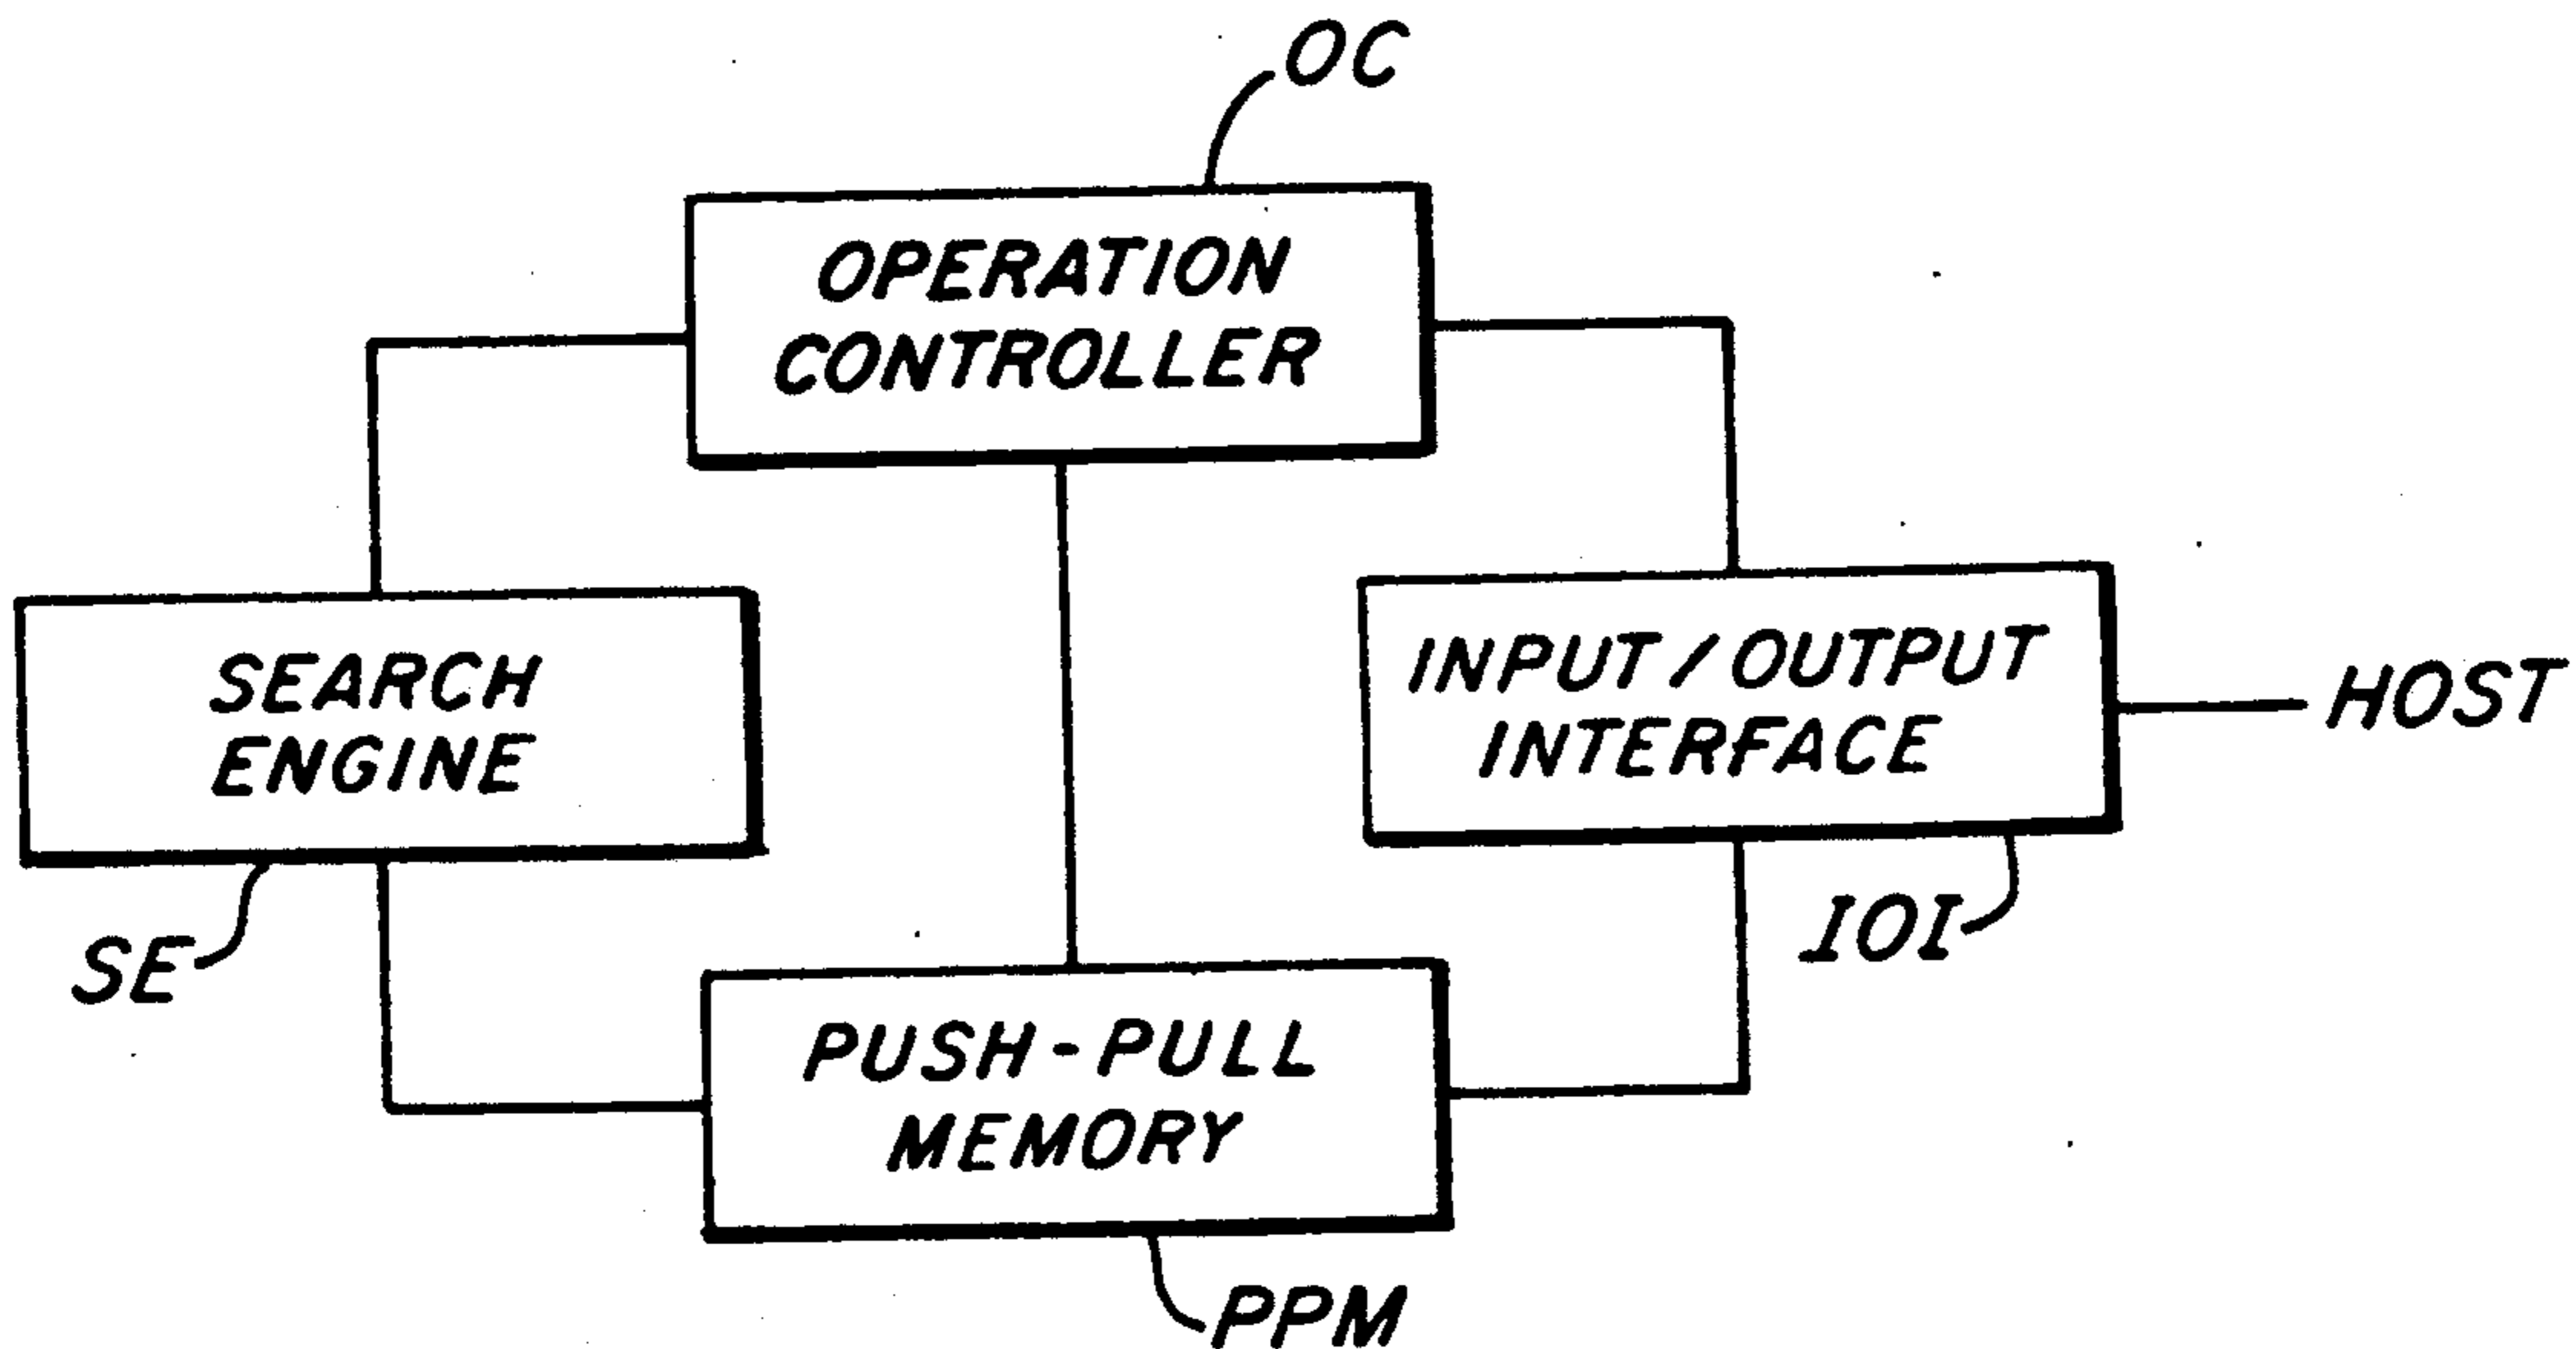 OC
OPERATION
CONTROLLER
SEARCH
ENGINE
INPUT/OUTPUT
INTERFACE
HOST
SE
IOI
PUSH-PULL
MEMORY
PPM